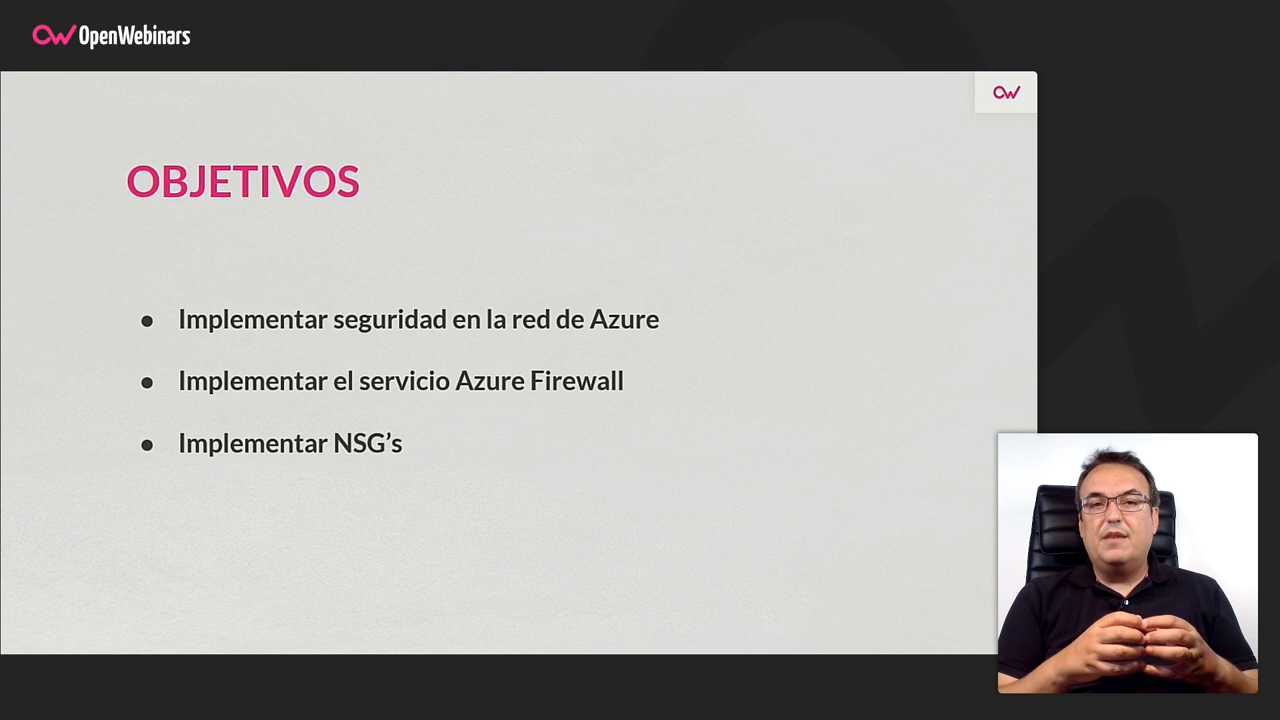 OpenWebinars
OBJETIVOS
● Implementar seguridad en la red de Azure
● Implementar el servicio Azure Firewall
● Implementar NSG’s